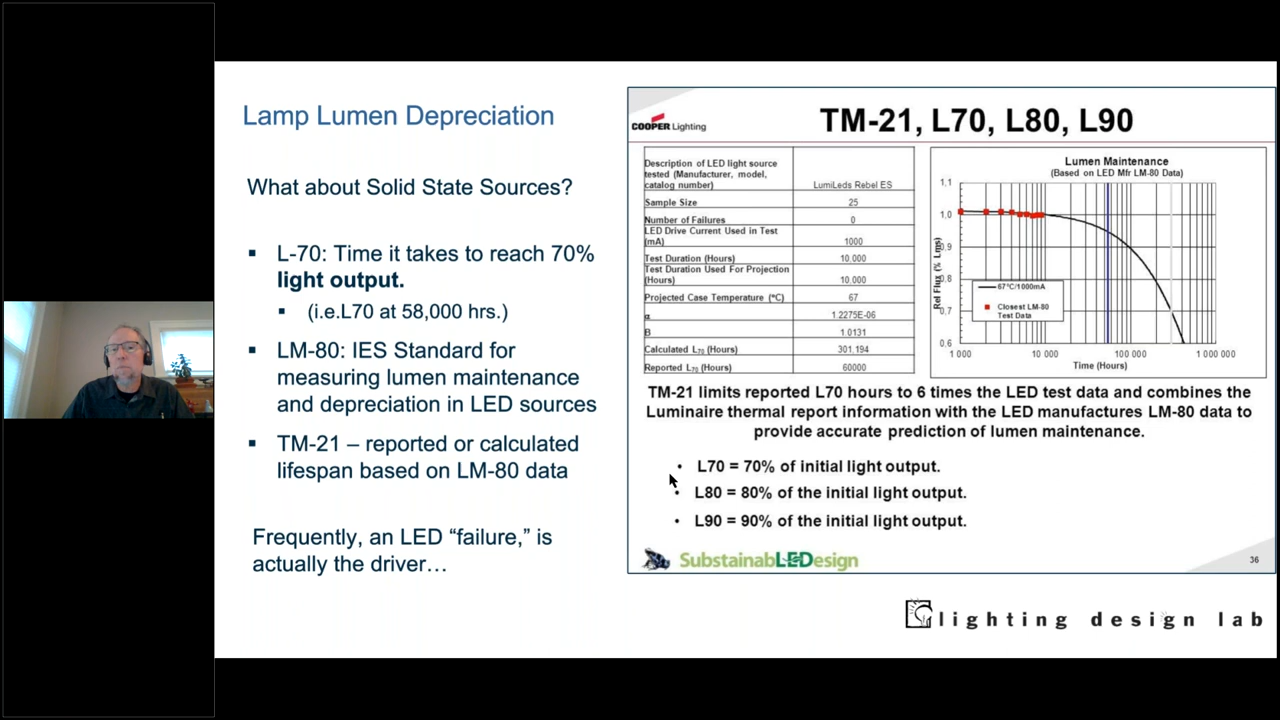 Lamp Lumen Depreciation
What about Solid State Sources?
▪ L-70: Time it takes to reach 70%
light output.
▪ (i.e.L70 at 58,000 hrs.)
▪ LM-80: IES Standard for
measuring lumen maintenance
and depreciation in LED sources
▪ TM-21 – reported or calculated
lifespan based on LM-80 data
Frequently, an LED “failure,” is
actually the driver…
COOPER Lighting
TM-21, L70, L80, L90
Description of LED light source
tested (Manufacturer, model,
catalog number) LumiLeds Rebel ES
Sample Size 25
Number of Failures 0
LED Drive Current Used in Test
(mA) 1000
Test Duration (Hours) 10,000
Test Duration Used For Projection
(Hours) 10,000
Projected Case Temperature (°C) 67
α 1.2275E-06
B 1.0131
Calculated L70 (Hours) 301,194
Reported L70 (Hours) 60000
Lumen Maintenance
(Based on LED Mfr LM-80 Data)
Rel Flux (% Lms)
1.1
1.0
0.9
0.8
0.7
0.6
67°C/1000mA
Closest LM-80
Test Data
1 000 10 000 100 000 1 000 000
Time (Hours)
TM-21 limits reported L70 hours to 6 times the LED test data and combines the
Luminaire thermal report information with the LED manufactures LM-80 data to
provide accurate prediction of lumen maintenance.
• L70 = 70% of initial light output.
• L80 = 80% of the initial light output.
• L90 = 90% of the initial light output.
SubstainabLEDesign
36
lighting design lab